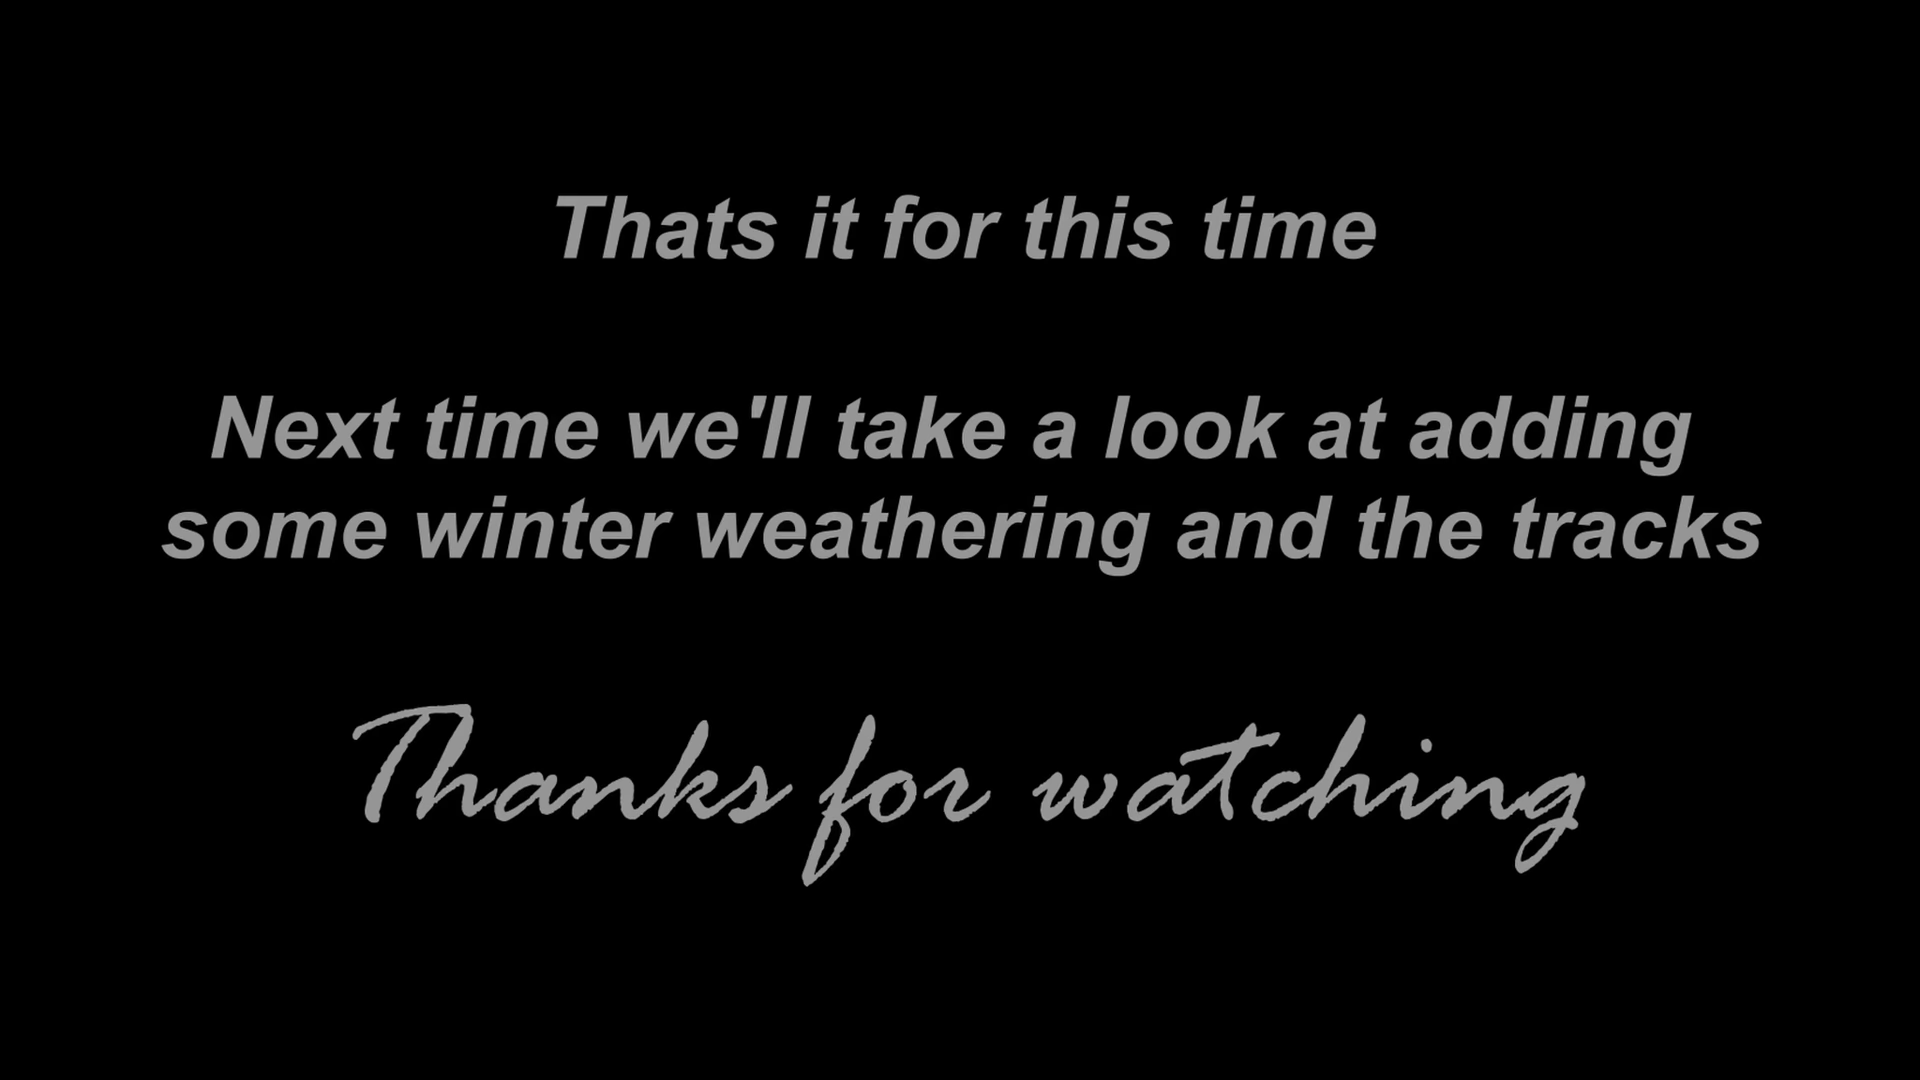 Thats it for this time
Next time we'll take a look at adding
some winter weathering and the tracks
Thanks for watching